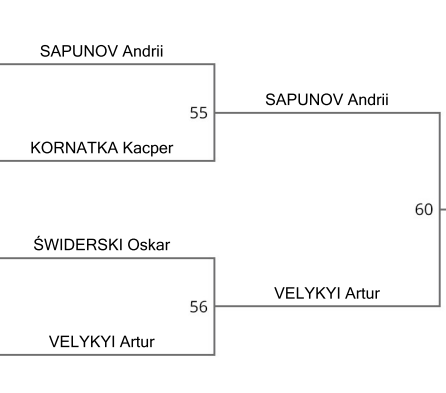 SAPUNOV Andrii
55
SAPUNOV Andrii
KORNATKA Kacper
60
ŚWIDERSKI Oskar
56
VELYKYI Artur
VELYKYI Artur